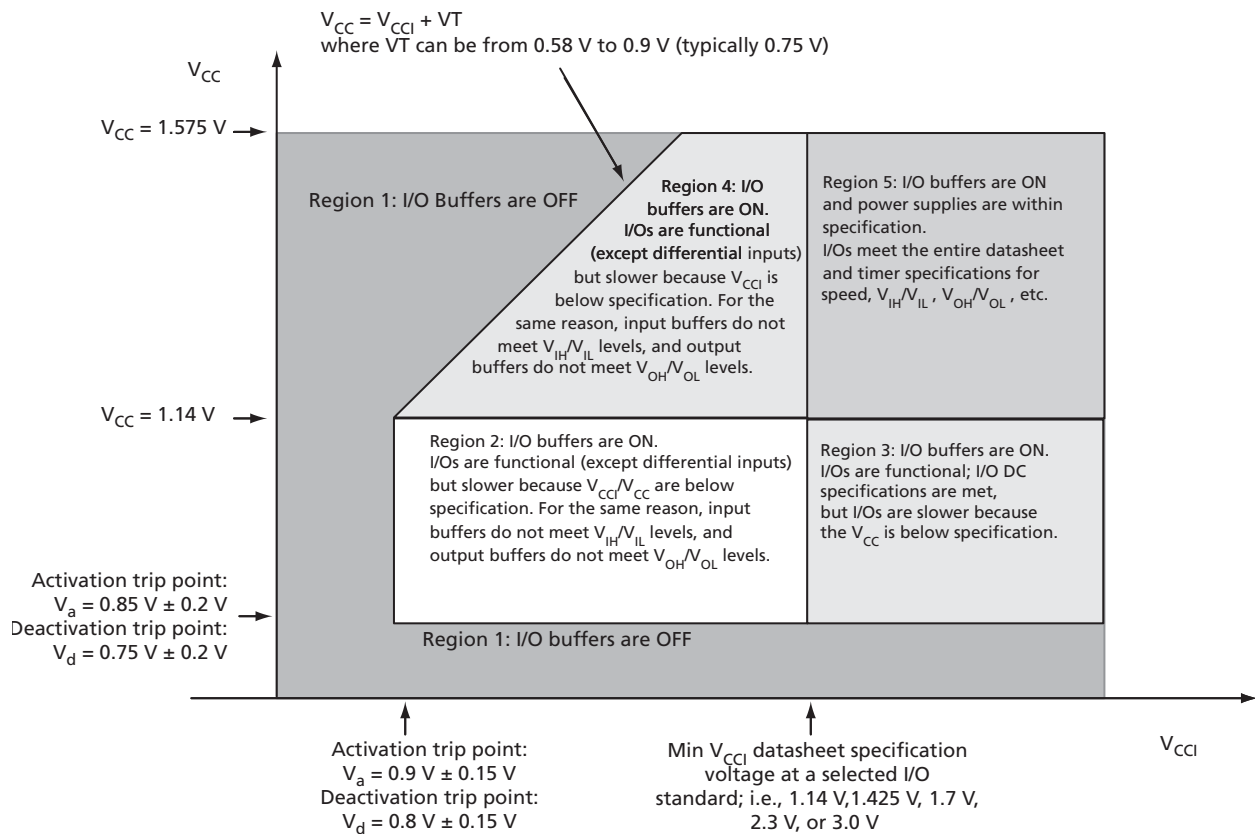 V_CC = V_CCI + VT
where VT can be from 0.58 V to 0.9 V (typically 0.75 V)
V_CC
V_CC = 1.575 V
Region 1: I/O Buffers are OFF
Region 4: I/O
buffers are ON.
I/Os are functional
(except differential inputs)
but slower because V_CCI is
below specification. For the
same reason, input buffers do not
meet V_IH/V_IL levels, and output
buffers do not meet V_OH/V_OL levels.
Region 5: I/O buffers are ON
and power supplies are within
specification.
I/Os meet the entire datasheet
and timer specifications for
speed, V_IH/V_IL , V_OH/V_OL , etc.
V_CC = 1.14 V
Region 2: I/O buffers are ON.
I/Os are functional (except differential inputs)
but slower because V_CCI/V_CC are below
specification. For the same reason, input
buffers do not meet V_IH/V_IL levels, and
output buffers do not meet V_OH/V_OL levels.
Region 3: I/O buffers are ON.
I/Os are functional; I/O DC
specifications are met,
but I/Os are slower because
the V_CC is below specification.
Activation trip point:
V_a = 0.85 V ± 0.2 V
Deactivation trip point:
V_d = 0.75 V ± 0.2 V
Region 1: I/O buffers are OFF
Activation trip point:
V_a = 0.9 V ± 0.15 V
Deactivation trip point:
V_d = 0.8 V ± 0.15 V
Min V_CCI datasheet specification
voltage at a selected I/O
standard; i.e., 1.14 V,1.425 V, 1.7 V,
2.3 V, or 3.0 V
V_CCI